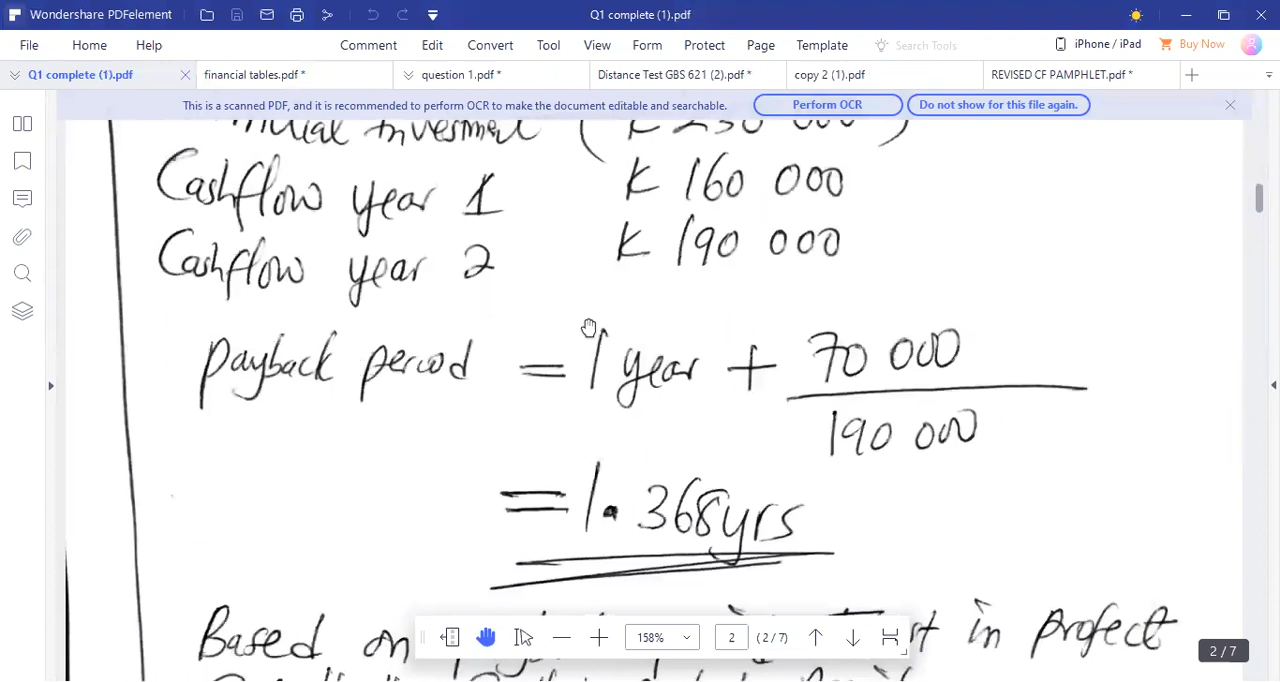 Wondershare PDFelement
Q1 complete (1).pdf
File Home Help Comment Edit Convert Tool View Form Protect Page Template Search Tools iPhone / iPad Buy Now
Q1 complete (1).pdf financial tables.pdf * question 1.pdf * Distance Test GBS 621 (2).pdf * copy 2 (1).pdf REVISED CF PAMPHLET.pdf *
This is a scanned PDF, and it is recommended to perform OCR to make the document editable and searchable. Perform OCR Do not show for this file again.
Initial Investment (K 230 000)
Cashflow year 1 K 160 000
Cashflow year 2 K 190 000
payback period = 1 year + 70 000
190 000
= 1.368yrs
Based on in project
158% 2 (2/7)
2 / 7